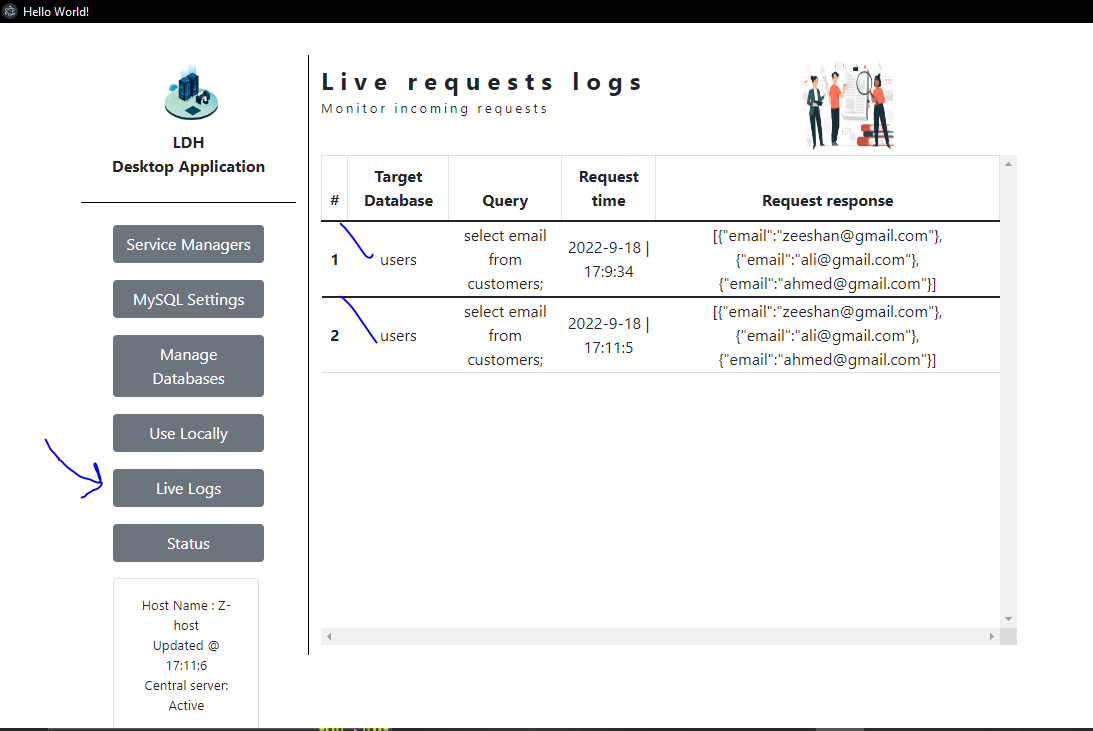 Hello World!
LDH
Desktop Application
Service Managers
MySQL Settings
Manage
Databases
Use Locally
Live Logs
Status
Host Name : Z-
host
Updated @
17:11:6
Central server:
Active
Live requests logs
Monitor incoming requests
# Target Database Query Request time Request response
1 users select email from customers; 2022-9-18 | 17:9:34 [{"email":"zeeshan@gmail.com"}, {"email":"ali@gmail.com"}, {"email":"ahmed@gmail.com"}]
2 users select email from customers; 2022-9-18 | 17:11:5 [{"email":"zeeshan@gmail.com"}, {"email":"ali@gmail.com"}, {"email":"ahmed@gmail.com"}]